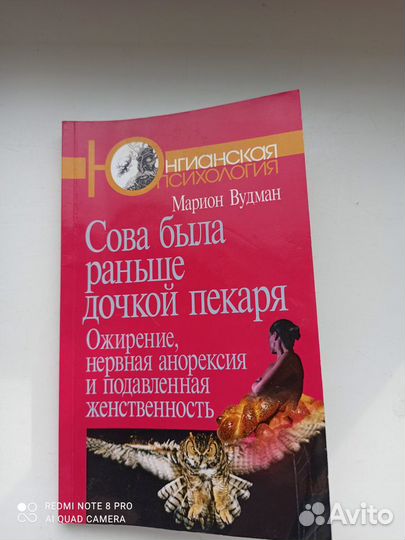 Юнгианская
психология
Марион Вудман
Сова была
раньше
дочкой пекаря
Ожирение,
нервная анорексия
и подавленная
женственность
REDMI NOTE 8 PRO
AI QUAD CAMERA
Avito